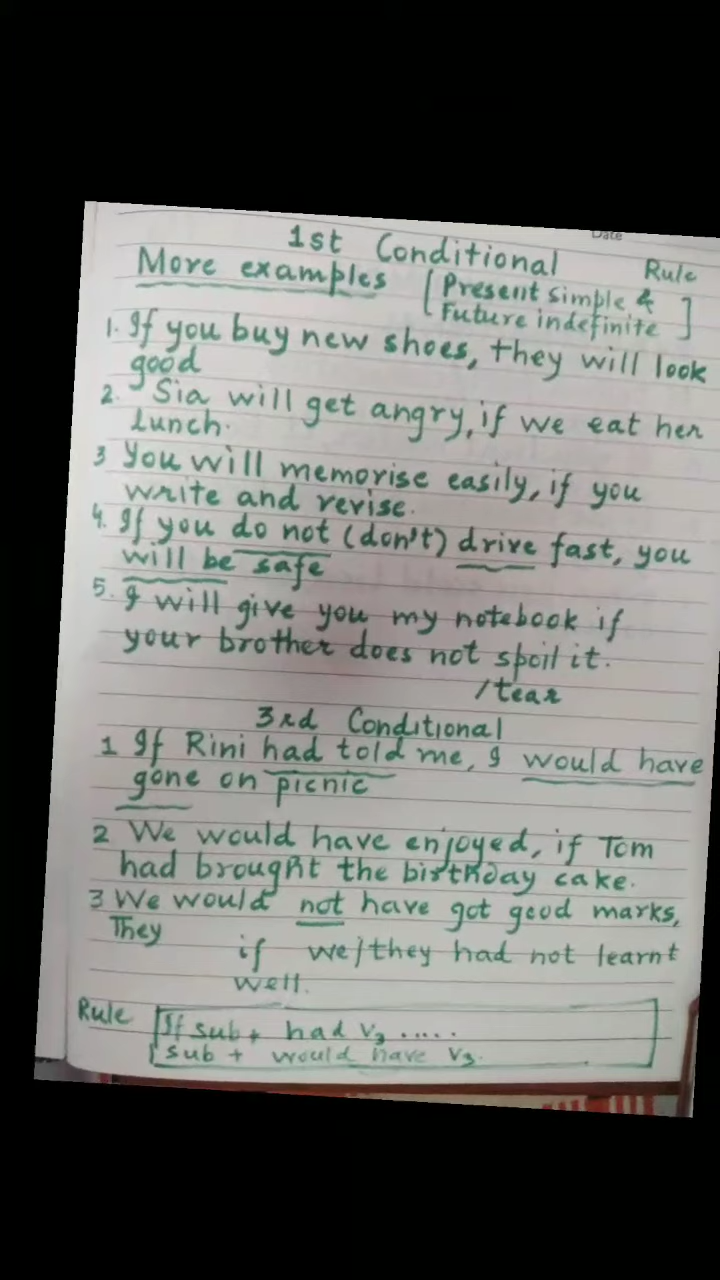 Date
1st Conditional Rule
More examples [Present simple &
Future indefinite]
1. If you buy new shoes, they will look
good
2. Sia will get angry, if we eat her
lunch.
3 You will memorise easily, if you
write and revise.
4. If you do not (don't) drive fast, you
will be safe
5. I will give you my notebook if
your brother does not spoil it.
/tear
3rd Conditional
1 If Rini had told me, I would have
gone on picnic
2 We would have enjoyed, if Tom
had brought the birthday cake.
3 We would not have got good marks,
They
if we/they had not learnt
well.
Rule If sub + had V3 .....
sub + would have V3.